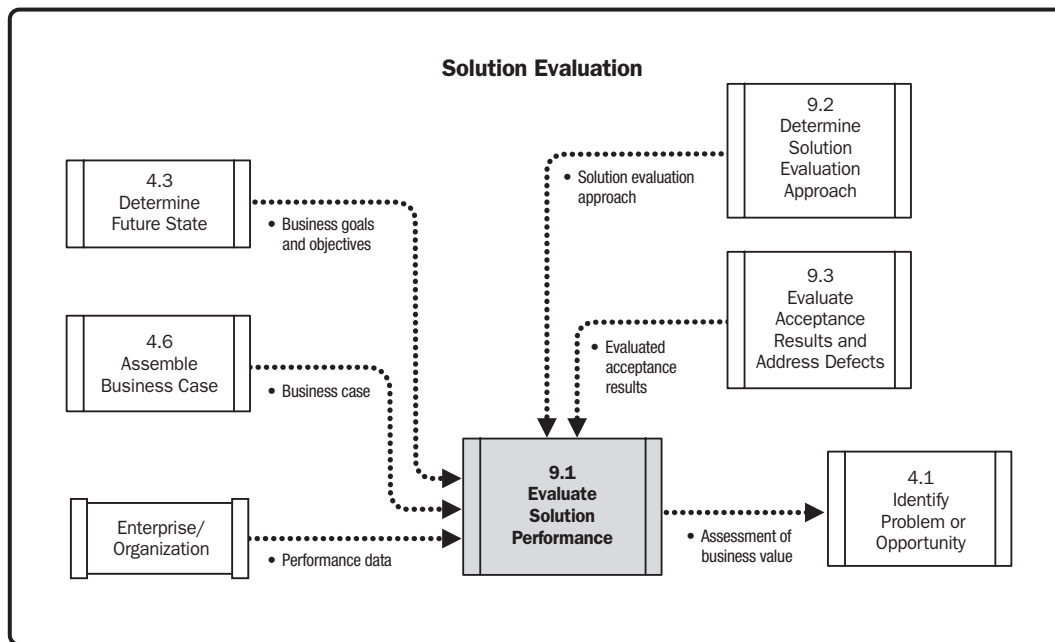 Solution Evaluation
4.3
Determine
Future State
• Business goals
and objectives
4.6
Assemble
Business Case
• Business case
Enterprise/
Organization
• Performance data
9.2
Determine
Solution
Evaluation
Approach
• Solution evaluation
approach
9.3
Evaluate
Acceptance
Results and
Address Defects
• Evaluated
acceptance
results
9.1
Evaluate
Solution
Performance
• Assessment of
business value
4.1
Identify
Problem or
Opportunity